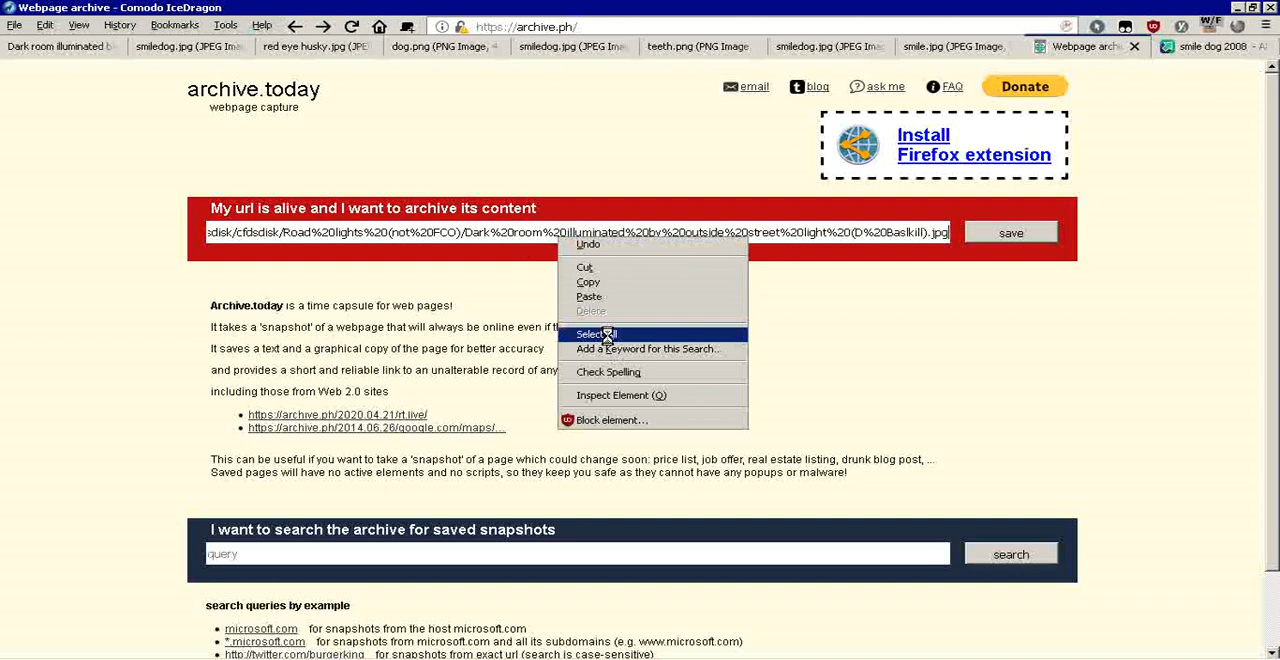 Webpage archive - Comodo IceDragon
File Edit View History Bookmarks Tools Help https://archive.ph/
Dark room illuminated b smiledog.jpg (JPEG Ima red eye husky.jpg (JPE dog.png (PNG Image, smiledog.jpg (JPEG Im teeth.png (PNG Image smiledog.jpg (JPEG Ima smile.jpg (JPEG Image, Webpage archi smile dog 2008 - A
archive.today
webpage capture
email blog ask me FAQ Donate
Install
Firefox extension
My url is alive and I want to archive its content
sdisk/cfdsdisk/Road%20lights%20(not%20FCO)/Dark%20room%20illuminated%20by%20outside%20street%20light%20(D%20Baslkill).jpg save
Undo
Cut
Copy
Paste
Delete
Add a Keyword for this Search...
Check Spelling
Inspect Element (Q)
Block element...
Archive.today is a time capsule for web pages!
It takes a 'snapshot' of a webpage that will always be online even if
It saves a text and a graphical copy of the page for better accuracy
and provides a short and reliable link to an unalterable record of any
including those from Web 2.0 sites
https://archive.ph/2020.04.21/rt.live/
https://archive.ph/2014.06.26/google.com/maps/...
This can be useful if you want to take a 'snapshot' of a page which could change soon: price list, job offer, real estate listing, drunk blog post, ...
Saved pages will have no active elements and no scripts, so they keep you safe as they cannot have any popups or malware!
I want to search the archive for saved snapshots
query search
search queries by example
microsoft.com for snapshots from the host microsoft.com
*.microsoft.com for snapshots from microsoft.com and all its subdomains (e.g. www.microsoft.com)
http://twitter.com/burgerking for snapshots from exact url (search is case-sensitive)